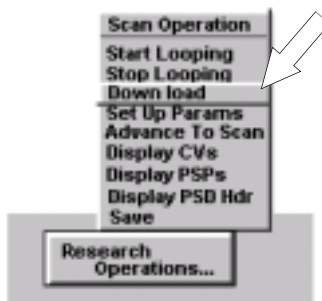 Scan Operation
Start Looping
Stop Looping
Down load
Set Up Params
Advance To Scan
Display CVs
Display PSPs
Display PSD Hdr
Save
Research
Operations...